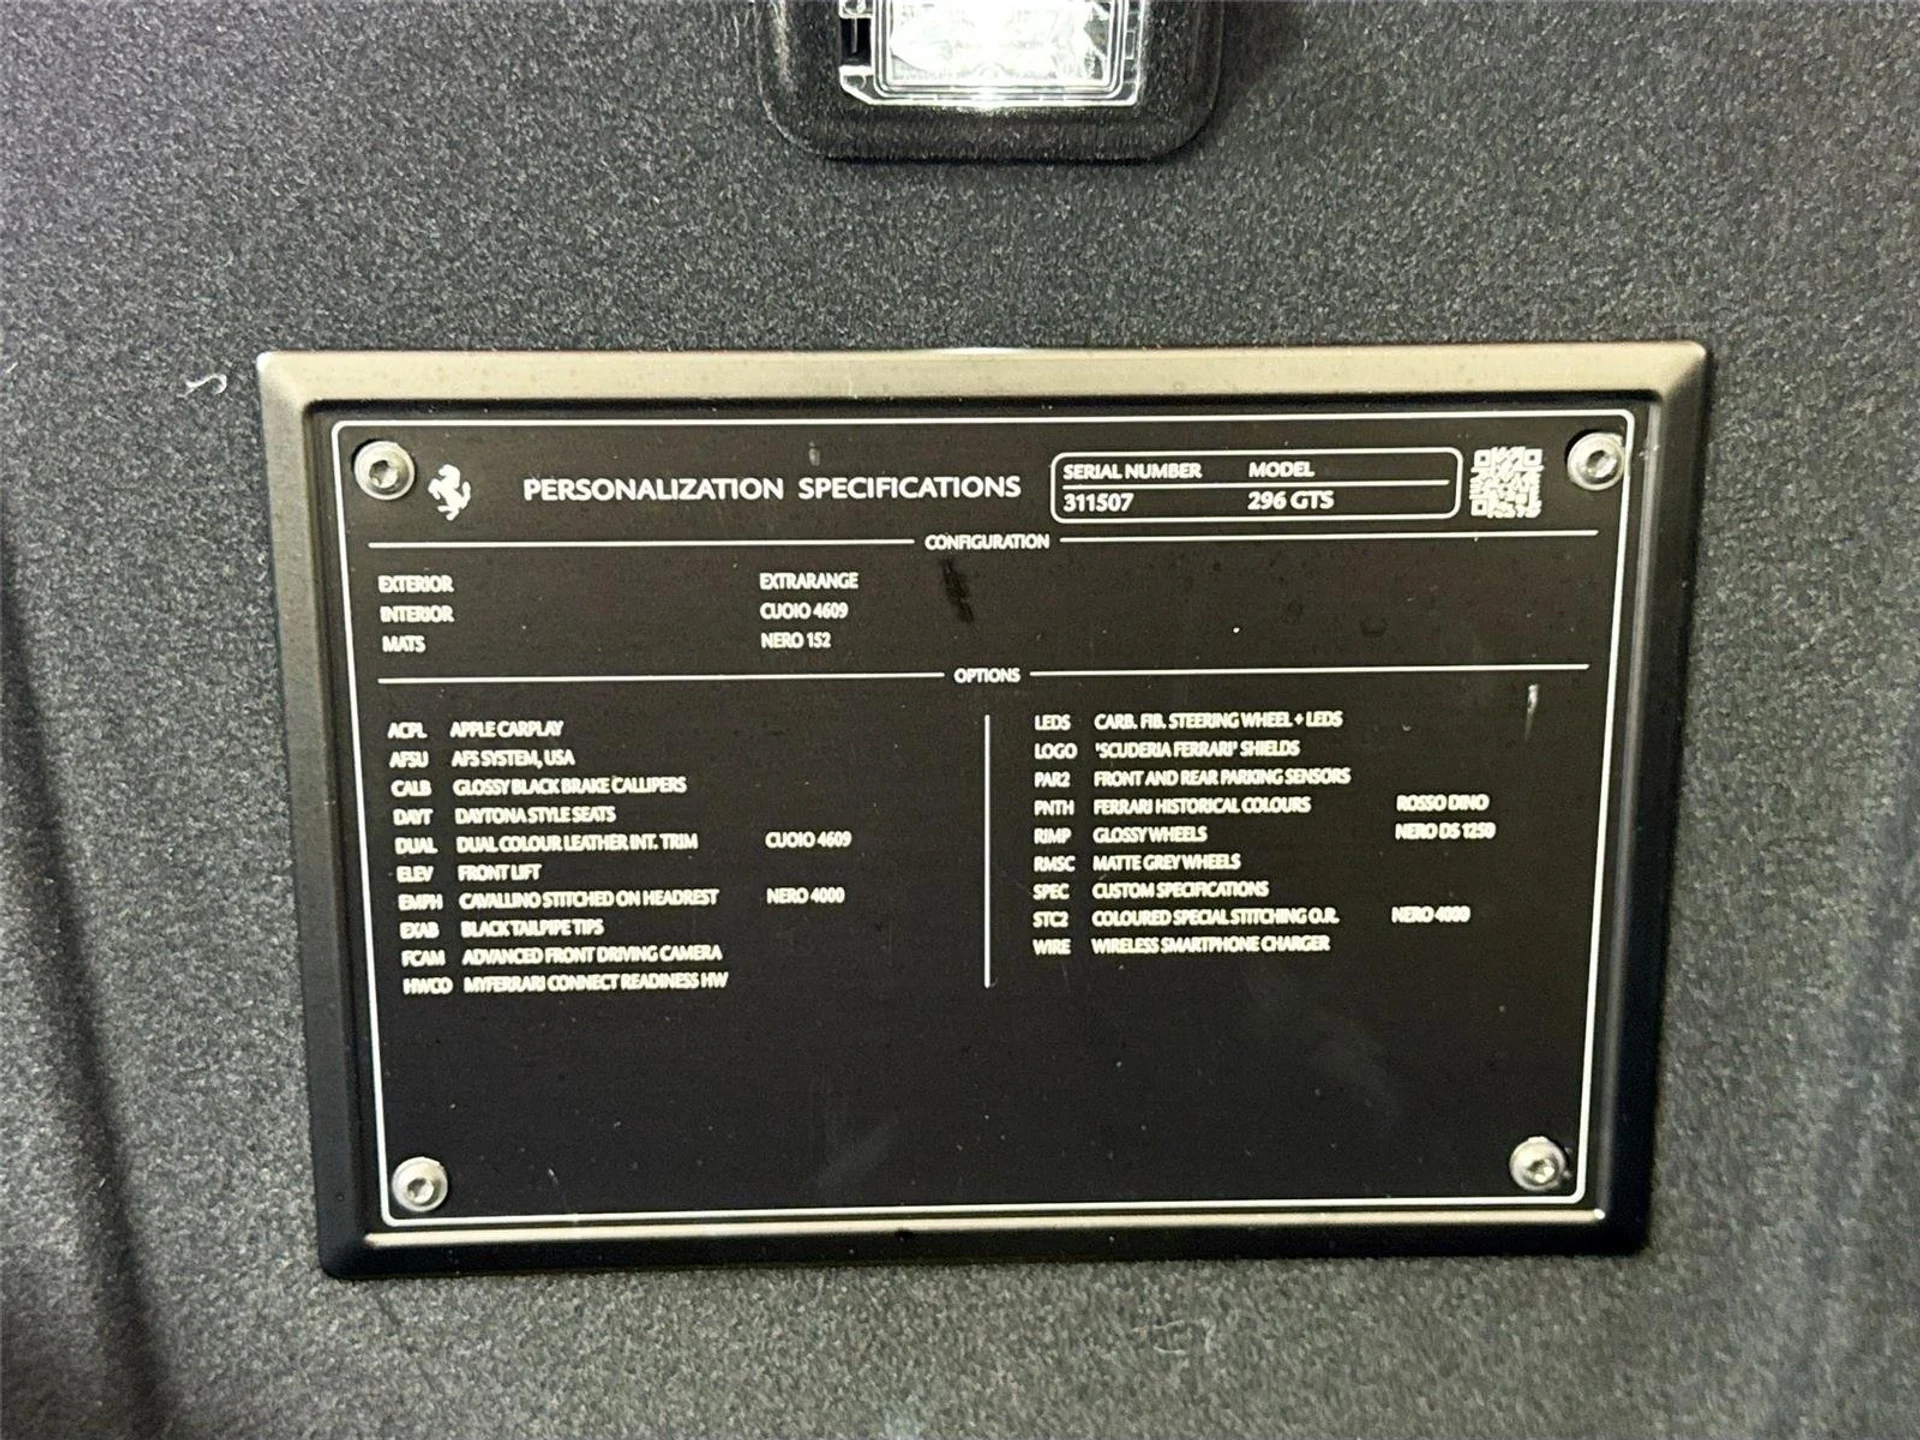 PERSONALIZATION SPECIFICATIONS
SERIAL NUMBER MODEL
311507 296 GTS
CONFIGURATION
EXTERIOR EXTRARANGE
INTERIOR CUOIO 4609
MATS NERO 152
OPTIONS
ACPL APPLE CARPLAY
AFSU AFS SYSTEM, USA
CALB GLOSSY BLACK BRAKE CALLIPERS
DAYT DAYTONA STYLE SEATS
DUAL DUAL COLOUR LEATHER INT. TRIM CUOIO 4609
ELEV FRONT LIFT
EMPH CAVALLINO STITCHED ON HEADREST NERO 4000
EXAB BLACK TAILPIPE TIPS
FCAM ADVANCED FRONT DRIVING CAMERA
HWCO MYFERRARI CONNECT READINESS HW
LEDS CARB. FIB. STEERING WHEEL + LEDS
LOGO 'SCUDERIA FERRARI' SHIELDS
PAR2 FRONT AND REAR PARKING SENSORS
PNTH FERRARI HISTORICAL COLOURS ROSSO DINO
RIMP GLOSSY WHEELS NERO DS 1250
RMSC MATTE GREY WHEELS
SPEC CUSTOM SPECIFICATIONS
STC2 COLOURED SPECIAL STITCHING O.R. NERO 4000
WIRE WIRELESS SMARTPHONE CHARGER